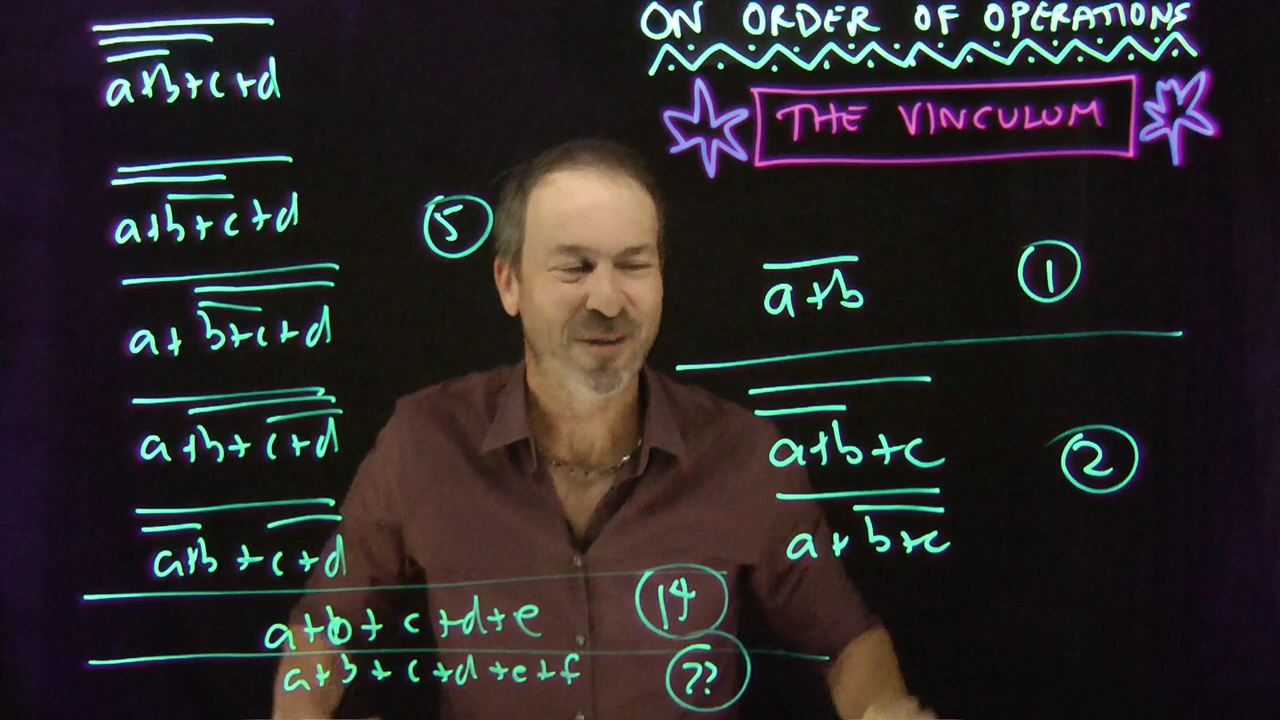 ON ORDER OF OPERATIONS
THE VINCULUM
a+b+c+d
a+b+c+d
a+b+c+d
a+b+c+d
a+b+c+d
5
a+b+c+d+e
14
a+b+c+d+e+f
??
a+b
1
a+b+c
2
a+b+c